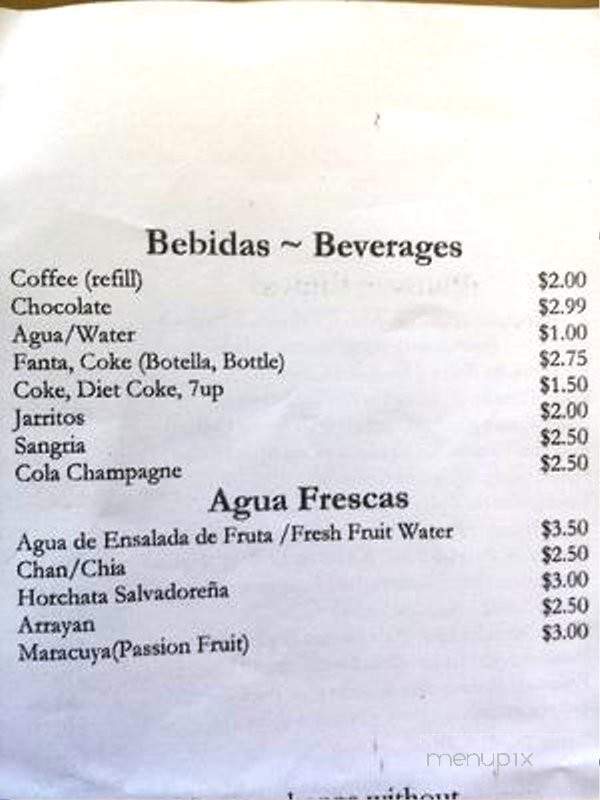 Bebidas ~ Beverages
Coffee (refill) $2.00
Chocolate $2.99
Agua/Water $1.00
Fanta, Coke (Botella, Bottle) $2.75
Coke, Diet Coke, 7up $1.50
Jarritos $2.00
Sangria $2.50
Cola Champagne $2.50
Agua Frescas
Agua de Ensalada de Fruta /Fresh Fruit Water $3.50
Chan/Chia $2.50
Horchata Salvadoreña $3.00
Arrayan $2.50
Maracuya(Passion Fruit) $3.00
menupix
without